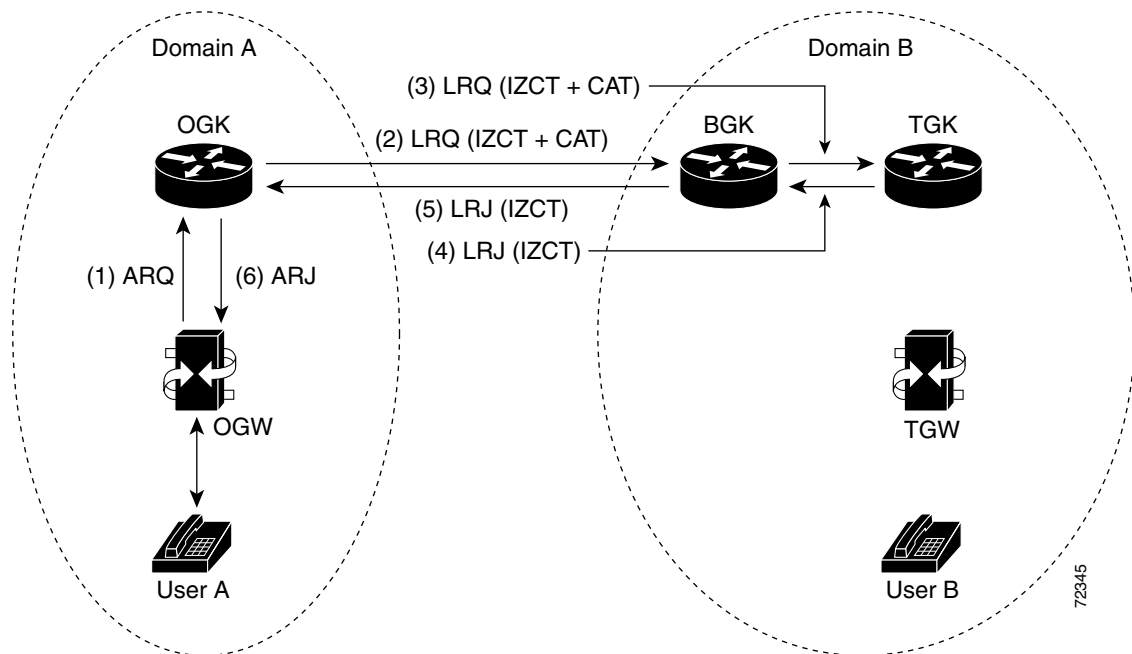 Domain A
Domain B
(3) LRQ (IZCT + CAT)
OGK
(2) LRQ (IZCT + CAT)
BGK
TGK
(5) LRJ (IZCT)
(4) LRJ (IZCT)
(1) ARQ
(6) ARJ
OGW
TGW
User A
User B
72345